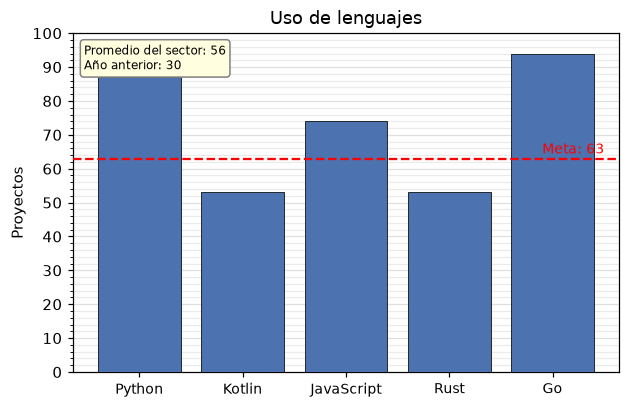 Uso de lenguajes
Promedio del sector: 56
Año anterior: 30
Meta: 63
Proyectos
100
90
80
70
60
50
40
30
20
10
0
Python
Kotlin
JavaScript
Rust
Go